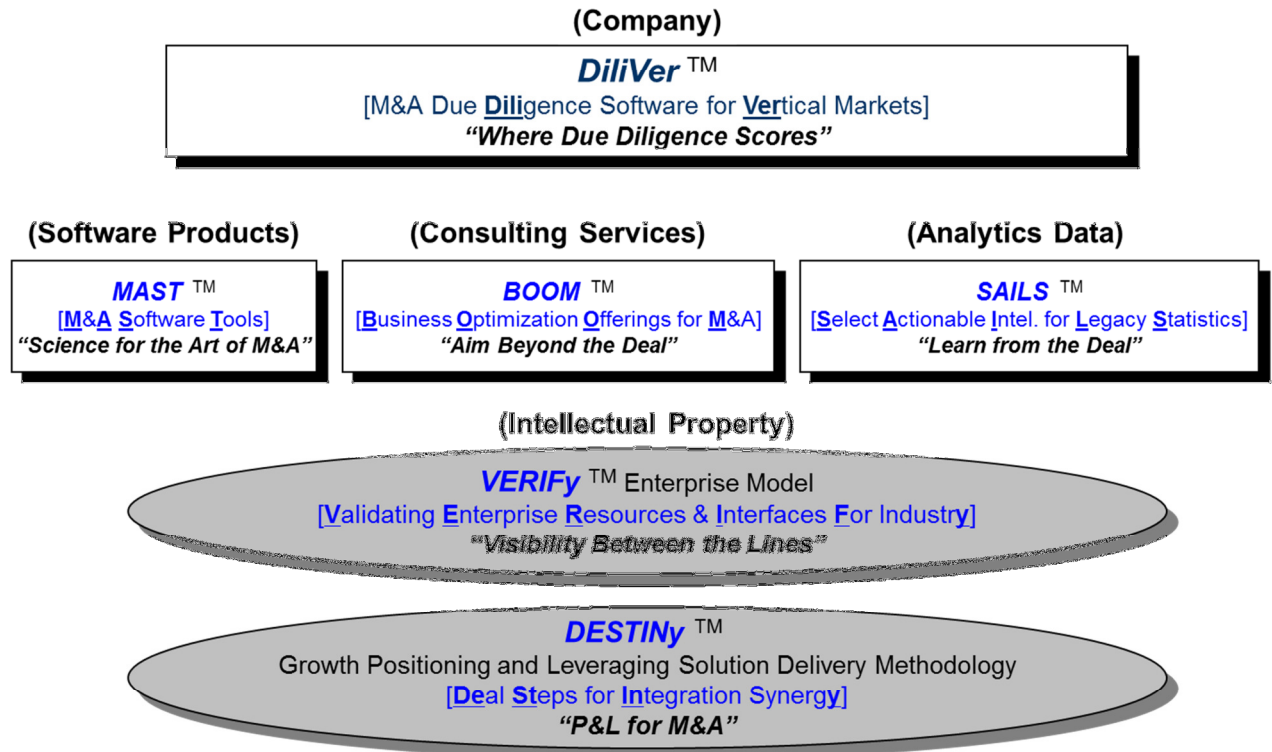 (Company)
DiliVer ™
[M&A Due Diligence Software for Vertical Markets]
“Where Due Diligence Scores”
(Software Products)
MAST ™
[M&A Software Tools]
“Science for the Art of M&A”
(Consulting Services)
BOOM ™
[Business Optimization Offerings for M&A]
“Aim Beyond the Deal”
(Analytics Data)
SAILS ™
[Select Actionable Intel. for Legacy Statistics]
“Learn from the Deal”
(Intellectual Property)
VERIFy ™ Enterprise Model
[Validating Enterprise Resources & Interfaces For Industry]
“Visibility Between the Lines”
DESTINy ™
Growth Positioning and Leveraging Solution Delivery Methodology
[Deal Steps for Integration Synergy]
“P&L for M&A”